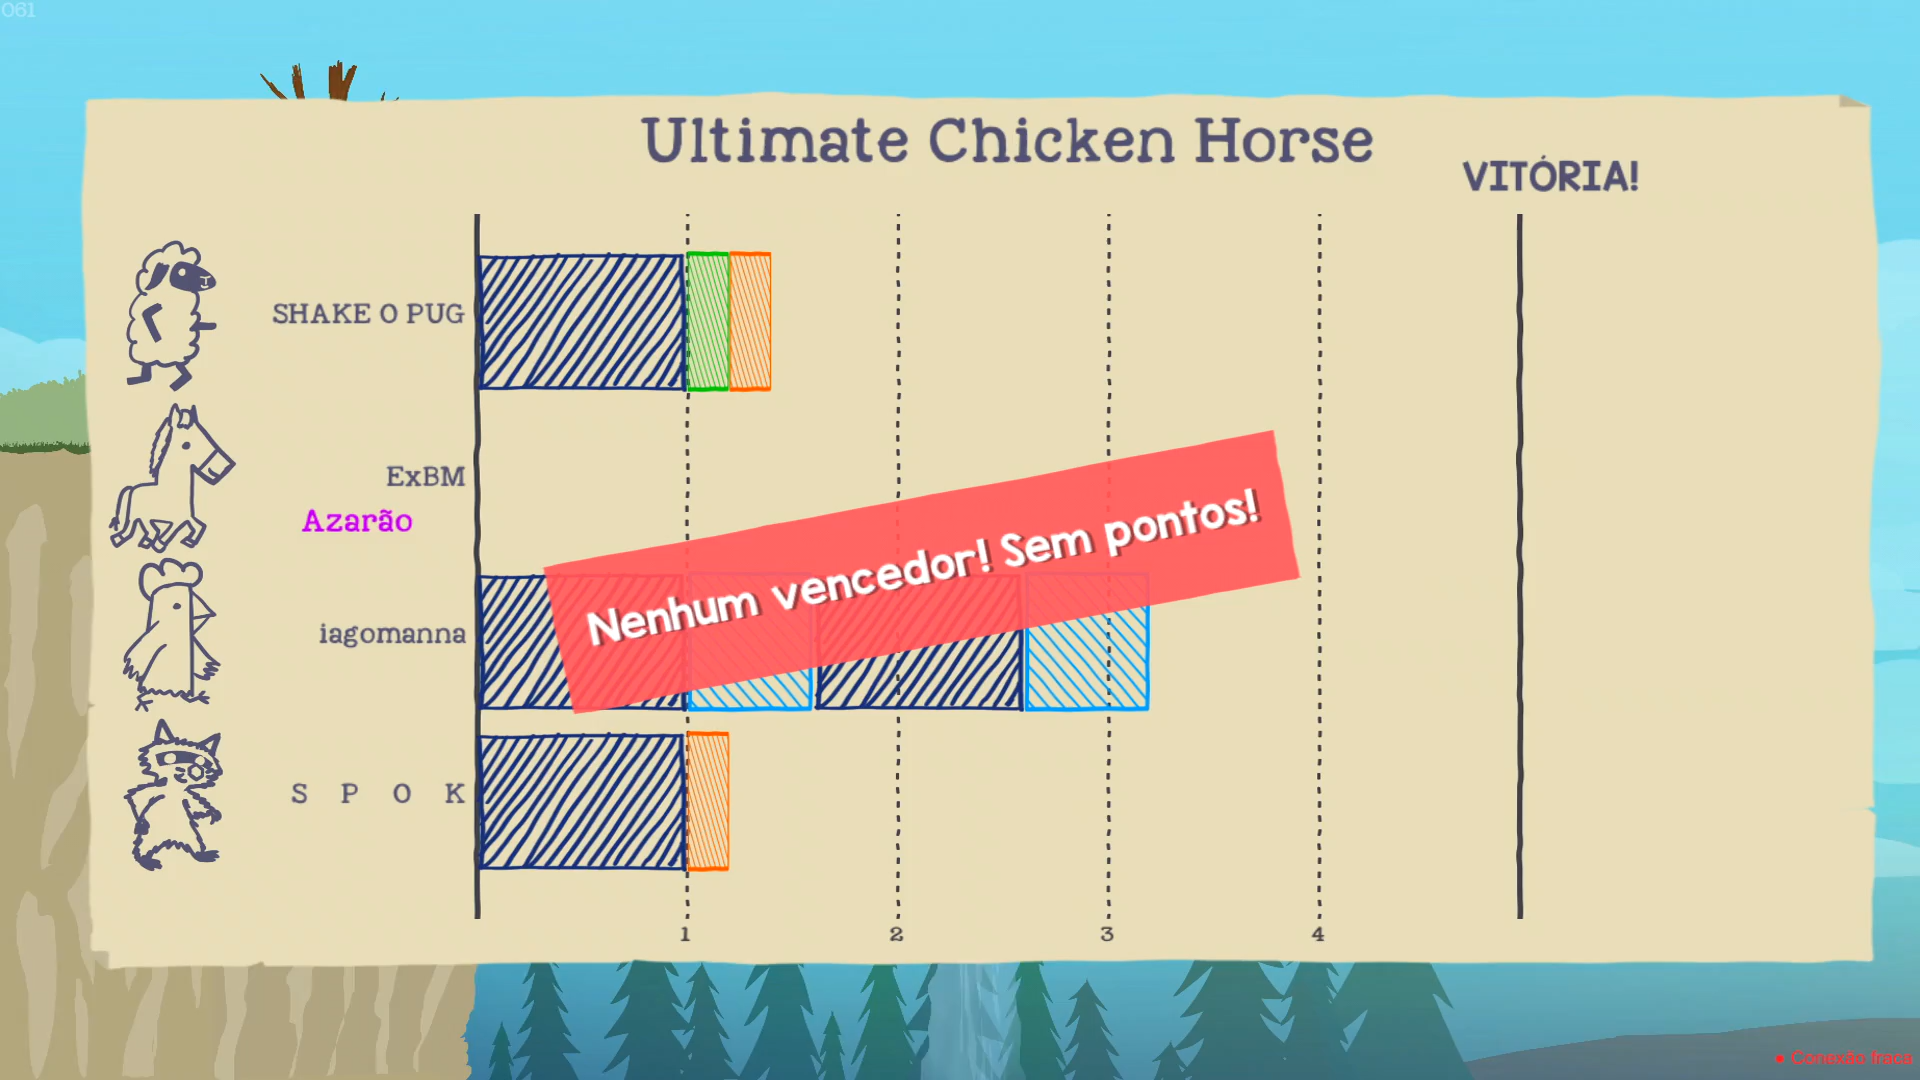 061
Ultimate Chicken Horse
VITÓRIA!
SHAKE O PUG
ExBM
Azarão
Nenhum vencedor! Sem pontos!
iagomanna
S P O K
1 2 3 4
Conexão fraca